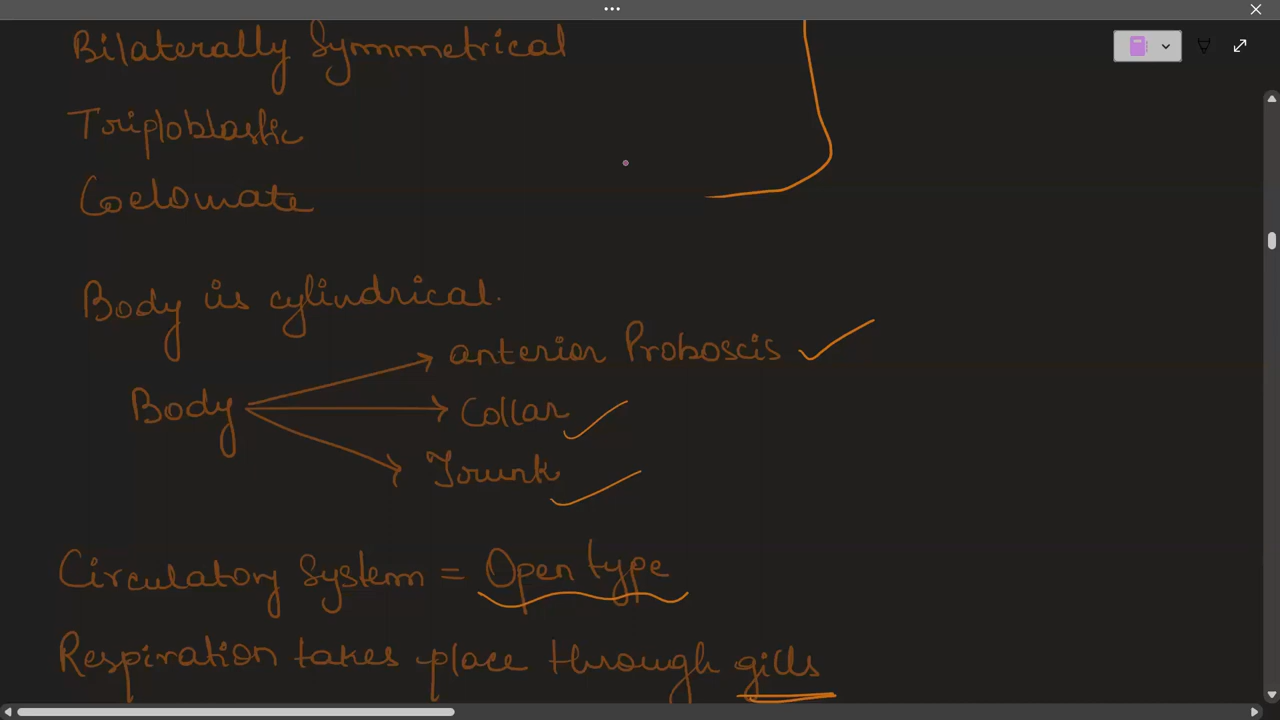 Bilaterally Symmetrical
Triploblastic
Coelomate
Body is cylindrical.
anterior Proboscis
Body
Collar
Trunk
Circulatory System = Open type
Respiration takes place through gills